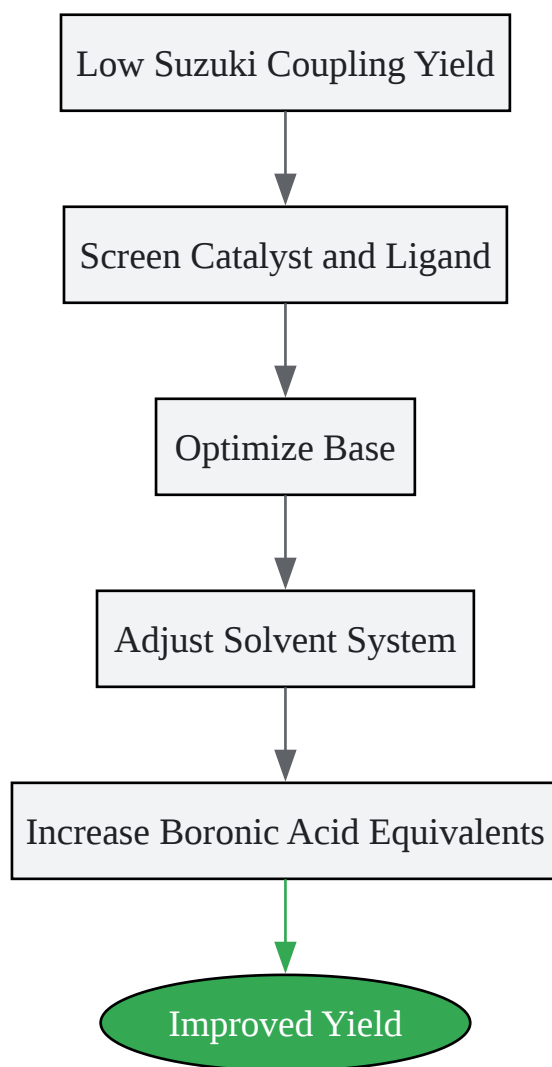 Low Suzuki Coupling Yield
Screen Catalyst and Ligand
Optimize Base
Adjust Solvent System
Increase Boronic Acid Equivalents
Improved Yield